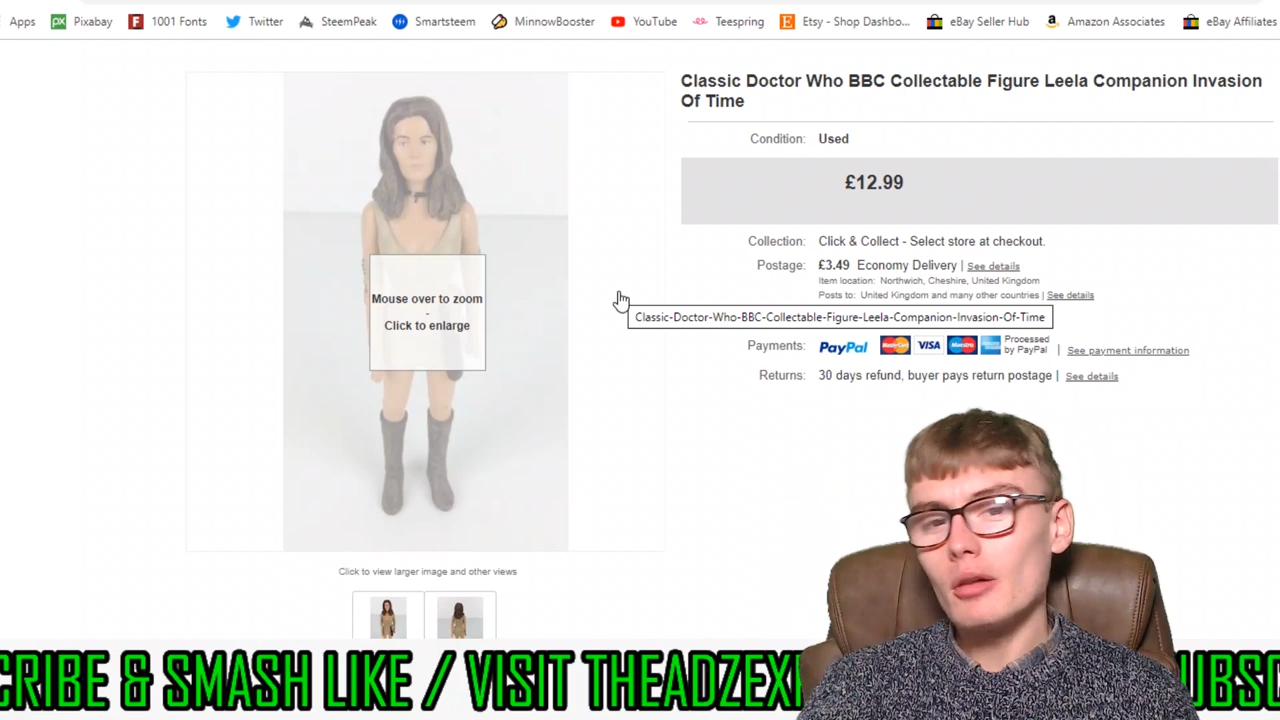 Apps Pixabay 1001 Fonts Twitter SteemPeak Smartsteem MinnowBooster YouTube Teespring Etsy - Shop Dashbo... eBay Seller Hub Amazon Associates eBay Affiliates
Classic Doctor Who BBC Collectable Figure Leela Companion Invasion
Of Time
Condition: Used
£12.99
Collection: Click & Collect - Select store at checkout.
Postage: £3.49 Economy Delivery | See details
Item location: Northwich, Cheshire, United Kingdom
Posts to: United Kingdom and many other countries | See details
Mouse over to zoom
-
Click to enlarge
Classic-Doctor-Who-BBC-Collectable-Figure-Leela-Companion-Invasion-Of-Time
Payments: PayPal MasterCard VISA Maestro Processed
by PayPal | See payment information
Returns: 30 days refund, buyer pays return postage | See details
Click to view larger image and other views
CRIBE & SMASH LIKE / VISIT THEADZEX UBSC